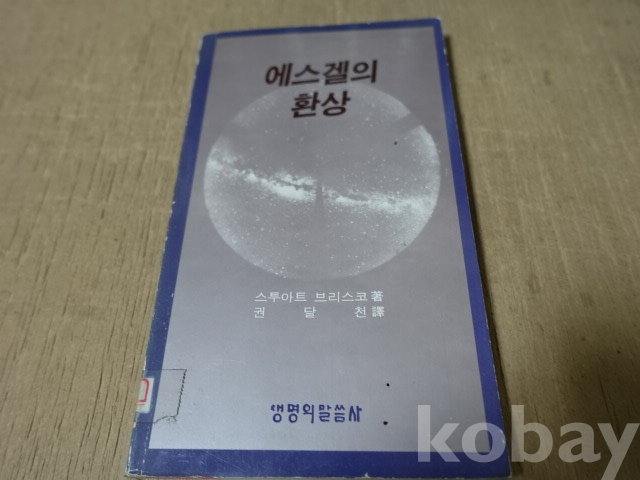 에스겔의
환상
스투아트 브리스코 著
권 달 천 譯
생명의말씀사
kobay